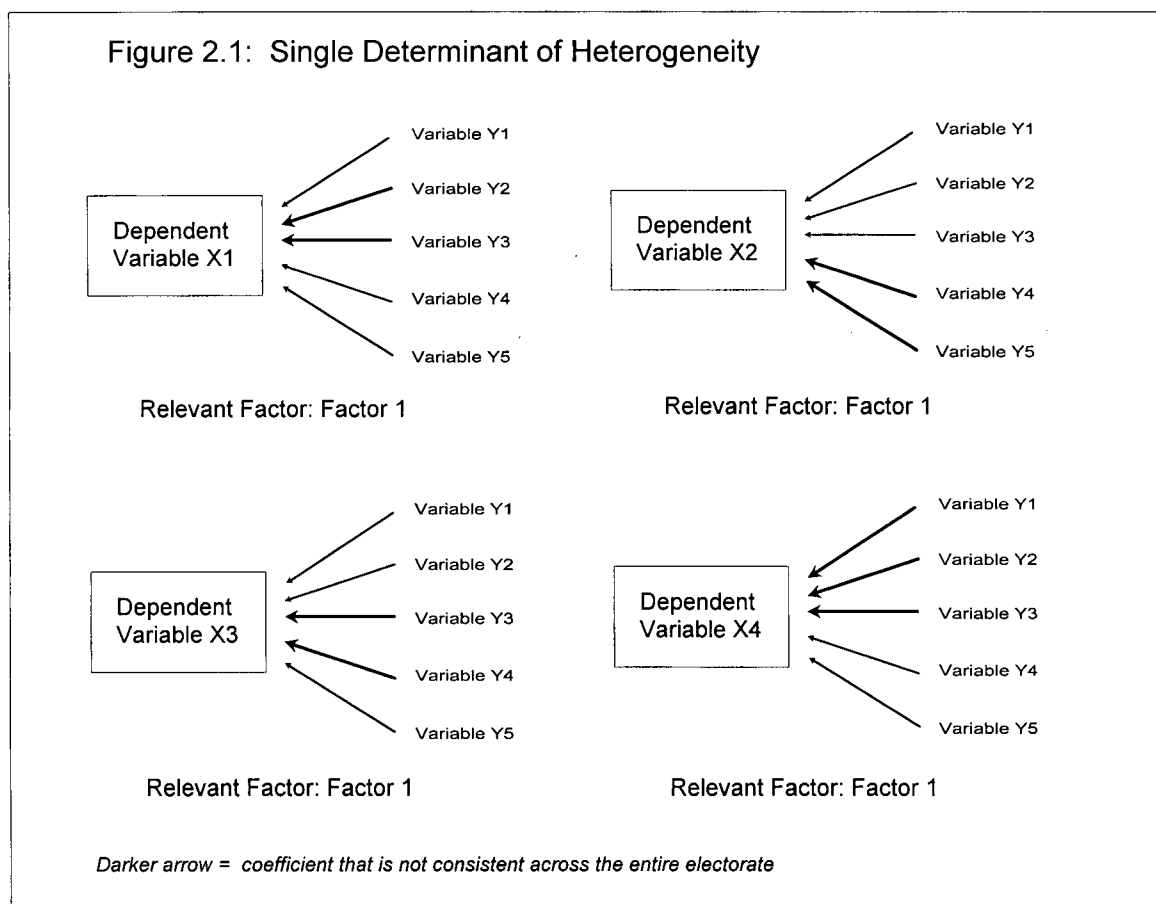 Figure 2.1: Single Determinant of Heterogeneity
Variable Y1
Variable Y2
Dependent
Variable X1
Variable Y3
Variable Y4
Variable Y5
Relevant Factor: Factor 1
Variable Y1
Variable Y2
Dependent
Variable X2
Variable Y3
Variable Y4
Variable Y5
Relevant Factor: Factor 1
Variable Y1
Variable Y2
Dependent
Variable X3
Variable Y3
Variable Y4
Variable Y5
Relevant Factor: Factor 1
Variable Y1
Variable Y2
Dependent
Variable X4
Variable Y3
Variable Y4
Variable Y5
Relevant Factor: Factor 1
Darker arrow = coefficient that is not consistent across the entire electorate